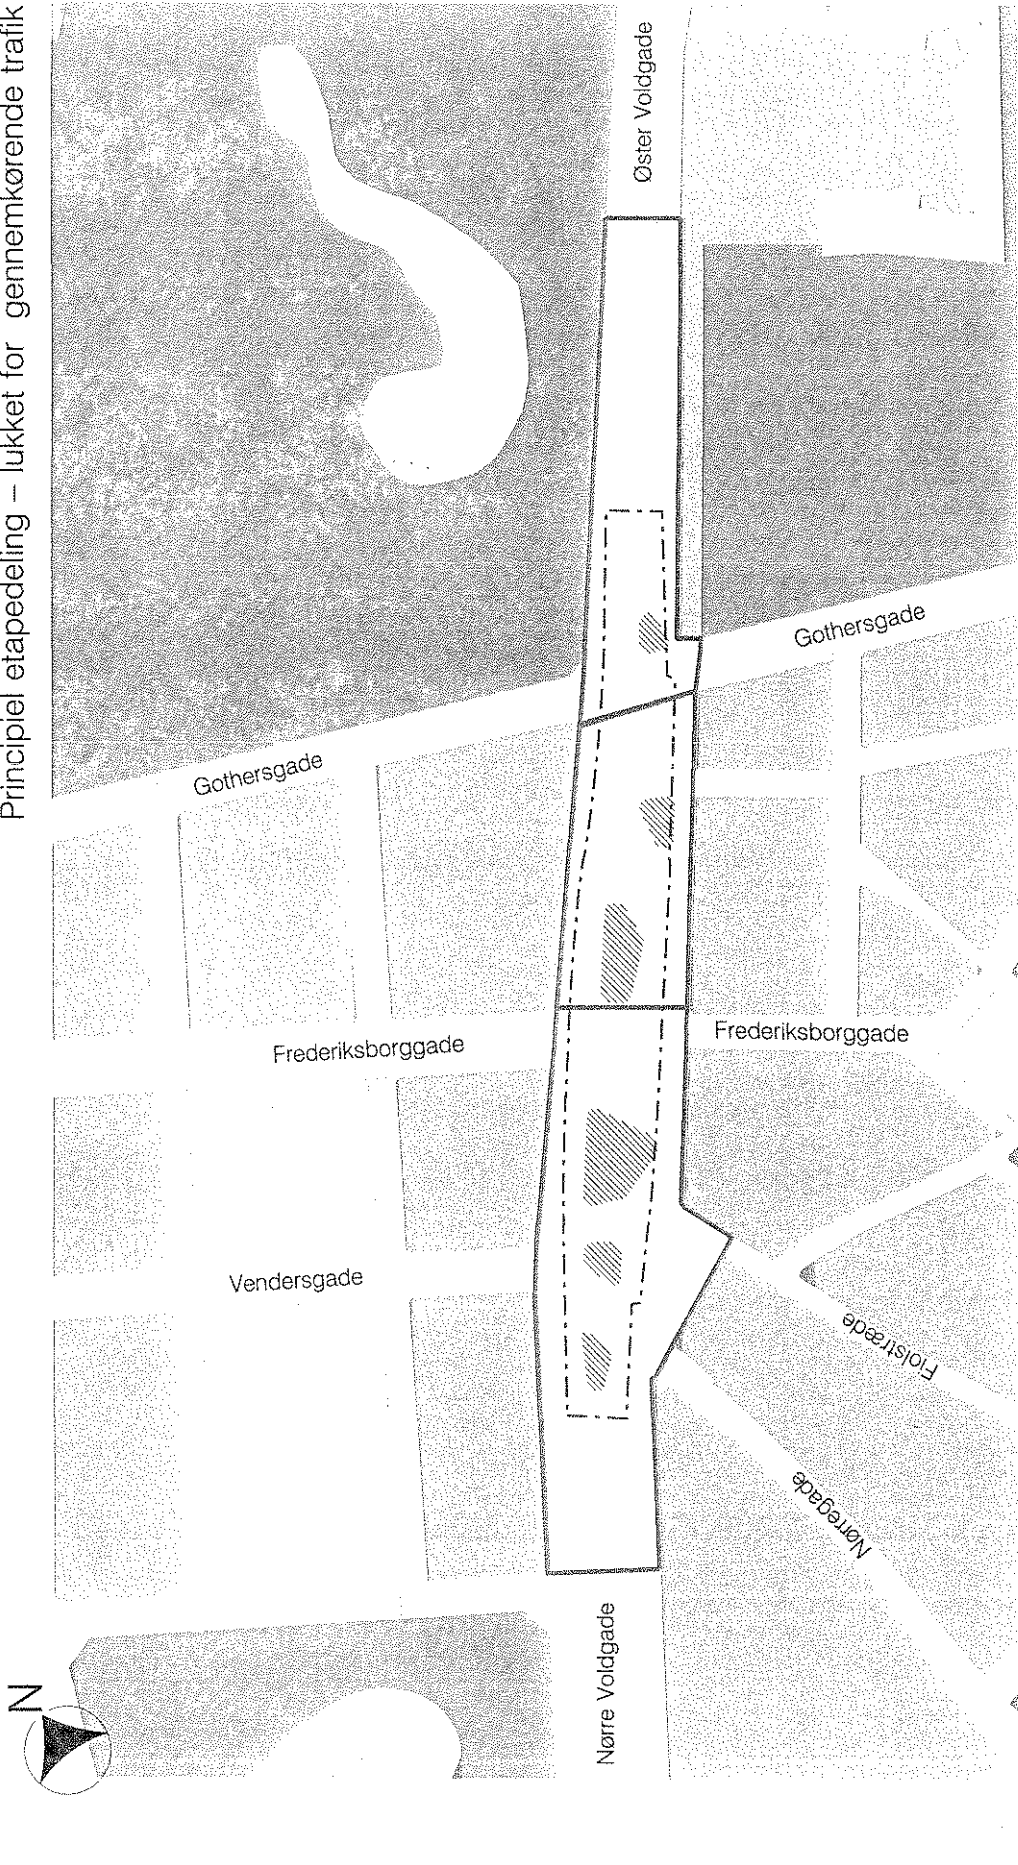 Principiel etapedeling – lukket for gennemkørende trafik
N
Øster Voldgade
Gothersgade
Gothersgade
Frederiksborggade
Frederiksborggade
Vendersgade
Fiolstræde
Nørregade
Nørre Voldgade